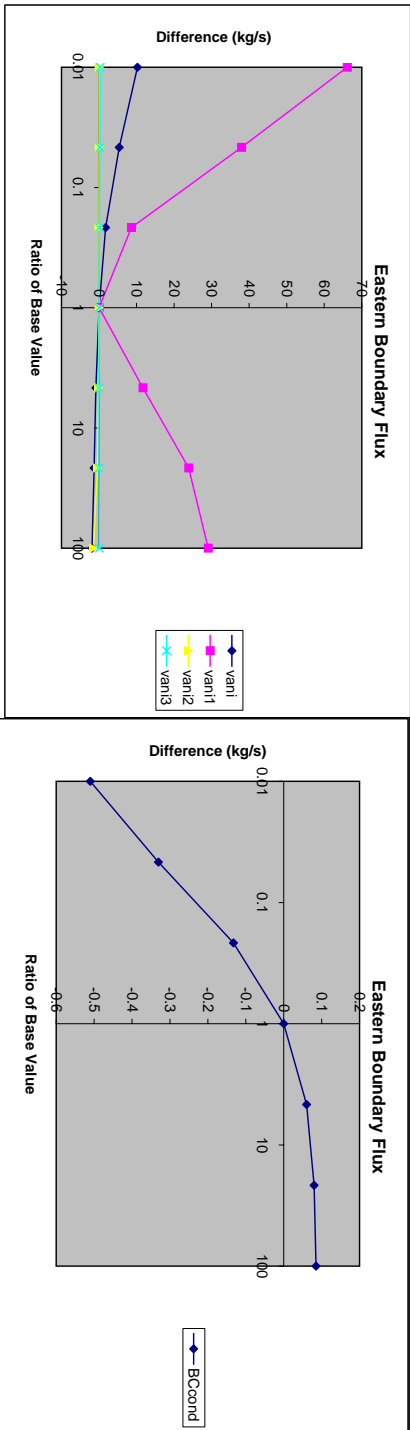 Eastern Boundary Flux
Difference (kg/s)
70
60
50
40
30
20
10
0
-10
0.01
0.1
1
10
100
Ratio of Base Value
vani
vani1
vani2
vani3
Eastern Boundary Flux
Difference (kg/s)
0.2
0.1
0
-0.1
-0.2
-0.3
-0.4
-0.5
-0.6
0.01
0.1
1
10
100
Ratio of Base Value
BCcond